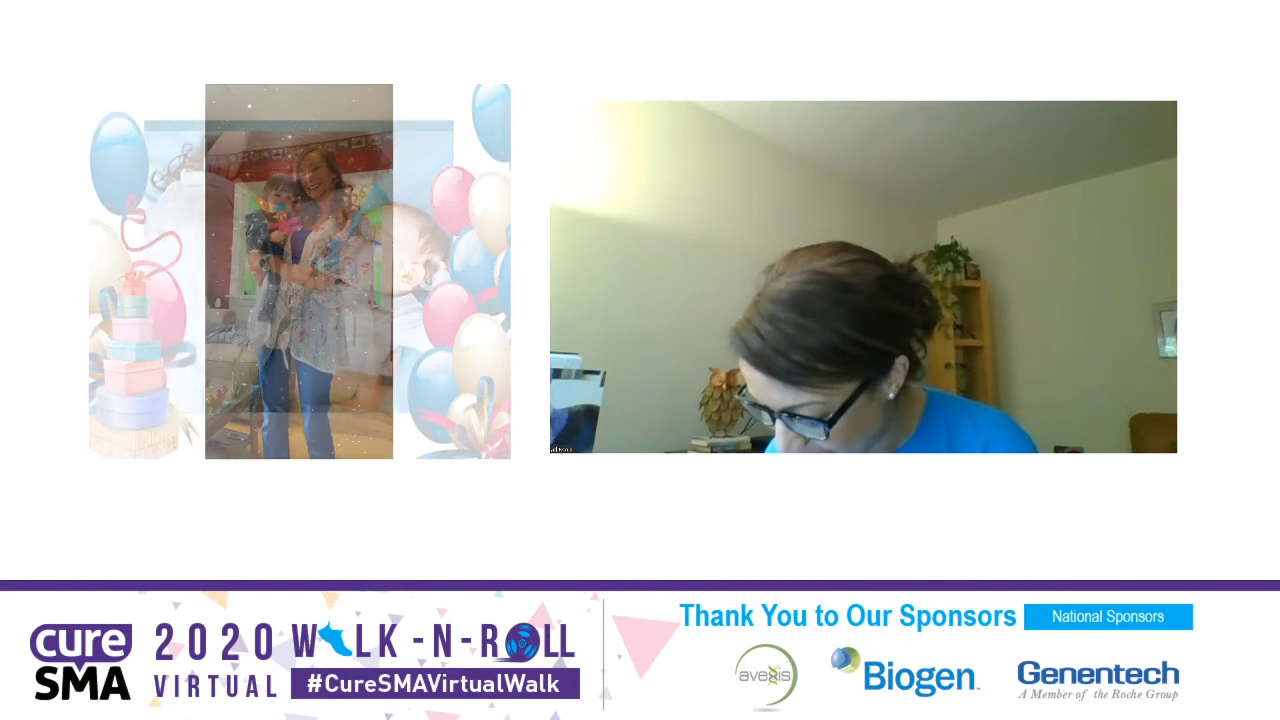 cure
SMA
2020 WALK-N-ROLL
VIRTUAL #CureSMAVirtualWalk
Thank You to Our Sponsors
National Sponsors
avexis
Biogen
Genentech
A Member of the Roche Group